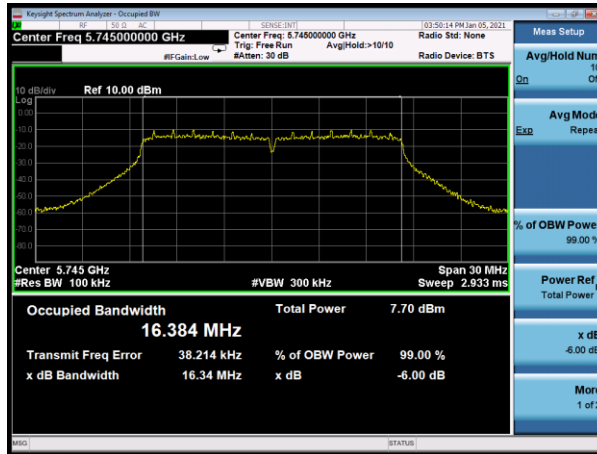 Keysight Spectrum Analyzer - Occupied BW
RF 50 Ω AC SENSE:INT 03:50:14 PM Jan 05, 2021
Center Freq 5.745000000 GHz
Center Freq: 5.745000000 GHz
Radio Std: None
Trig: Free Run Avg|Hold:>10/10
#IFGain:Low #Atten: 30 dB Radio Device: BTS
10 dB/div Ref 10.00 dBm
Log
0.00
-10.0
-20.0
-30.0
-40.0
-50.0
-60.0
-70.0
-80.0
Center 5.745 GHz Span 30 MHz
#Res BW 100 kHz #VBW 300 kHz Sweep 2.933 ms
Occupied Bandwidth Total Power 7.70 dBm
16.384 MHz
Transmit Freq Error 38.214 kHz % of OBW Power 99.00 %
x dB Bandwidth 16.34 MHz x dB -6.00 dB
MSG STATUS
Meas Setup
Avg/Hold Num
10
On Of
Avg Mode
Exp Repea
% of OBW Power
99.00 %
Power Ref
Total Power
x dB
-6.00 dB
More
1 of